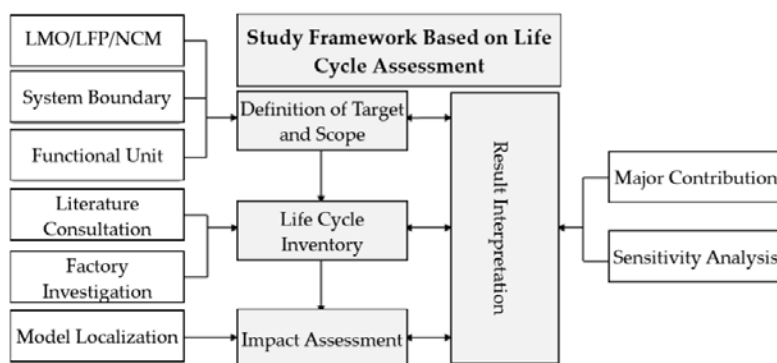 LMO/LFP/NCM
System Boundary
Functional Unit
Literature
Consultation
Factory
Investigation
Model Localization
Study Framework Based on Life
Cycle Assessment
Definition of Target
and Scope
Life Cycle
Inventory
Impact Assessment
Result Interpretation
Major Contribution
Sensitivity Analysis